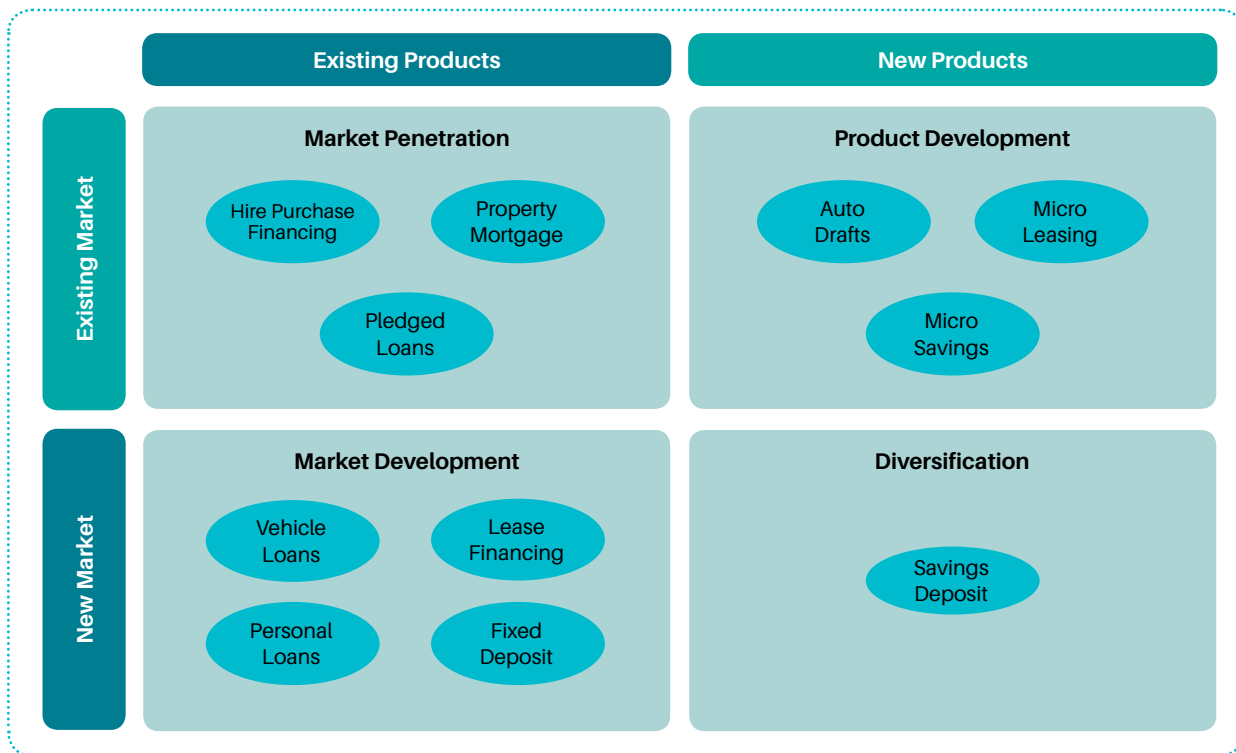 Existing Products
New Products
Existing Market
Market Penetration
Hire Purchase
Financing
Property
Mortgage
Pledged
Loans
Product Development
Auto
Drafts
Micro
Leasing
Micro
Savings
New Market
Market Development
Vehicle
Loans
Lease
Financing
Personal
Loans
Fixed
Deposit
Diversification
Savings
Deposit